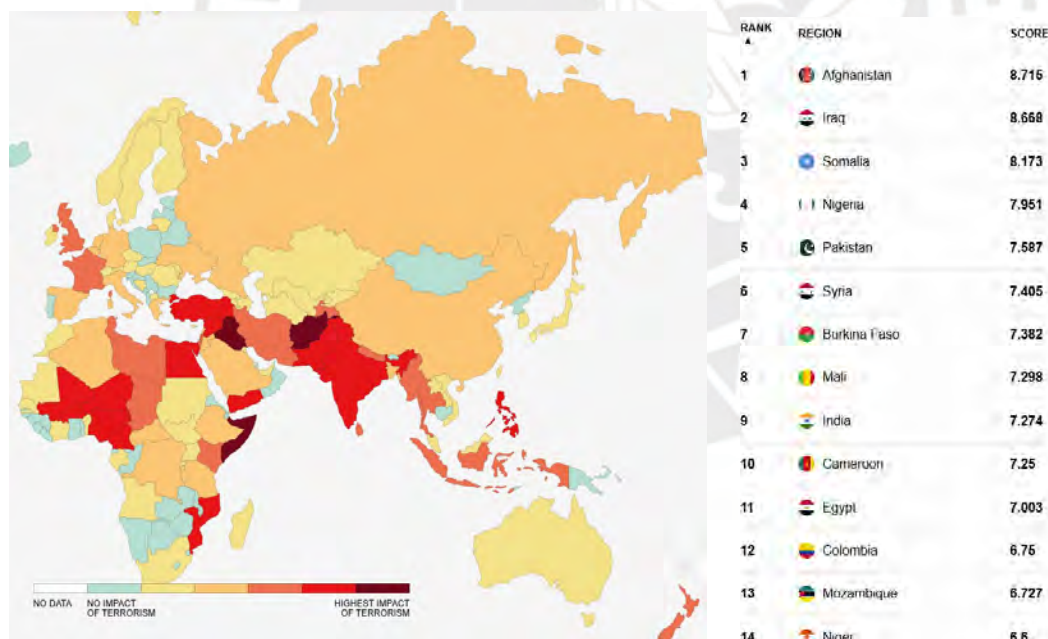 RANK REGION SCORE
1 Afghanistan 8.716
2 Iraq 8.668
3 Somalia 8.173
4 Nigeria 7.951
5 Pakistan 7.587
6 Syria 7.405
7 Burkina Faso 7.382
8 Mali 7.298
9 India 7.274
10 Cameroon 7.25
11 Egypt 7.003
12 Colombia 6.75
13 Mozambique 6.727
14 Niger 6.6
NO DATA
NO IMPACT
OF TERRORISM
HIGHEST IMPACT
OF TERRORISM